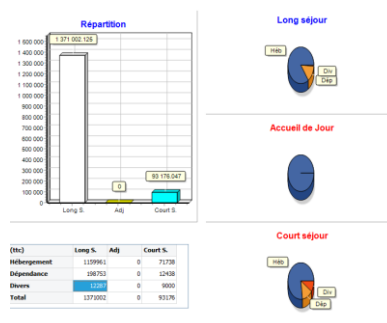 Répartition
1 371 002.125
1 600 000
1 400 000
1 300 000
1 200 000
1 100 000
1 000 000
900 000
800 000
700 000
600 000
500 000
400 000
300 000
200 000
100 000
0
0
93 176.047
Long S. Adj Court S.
Long séjour
Héb
Div
Dép
Accueil de Jour
Court séjour
Héb
Div
Dép
(ttc) Long S. Adj Court S.
Hébergement 1159961 0 71738
Dépendance 198753 0 12438
Divers 12287 0 9000
Total 1371002 0 93176